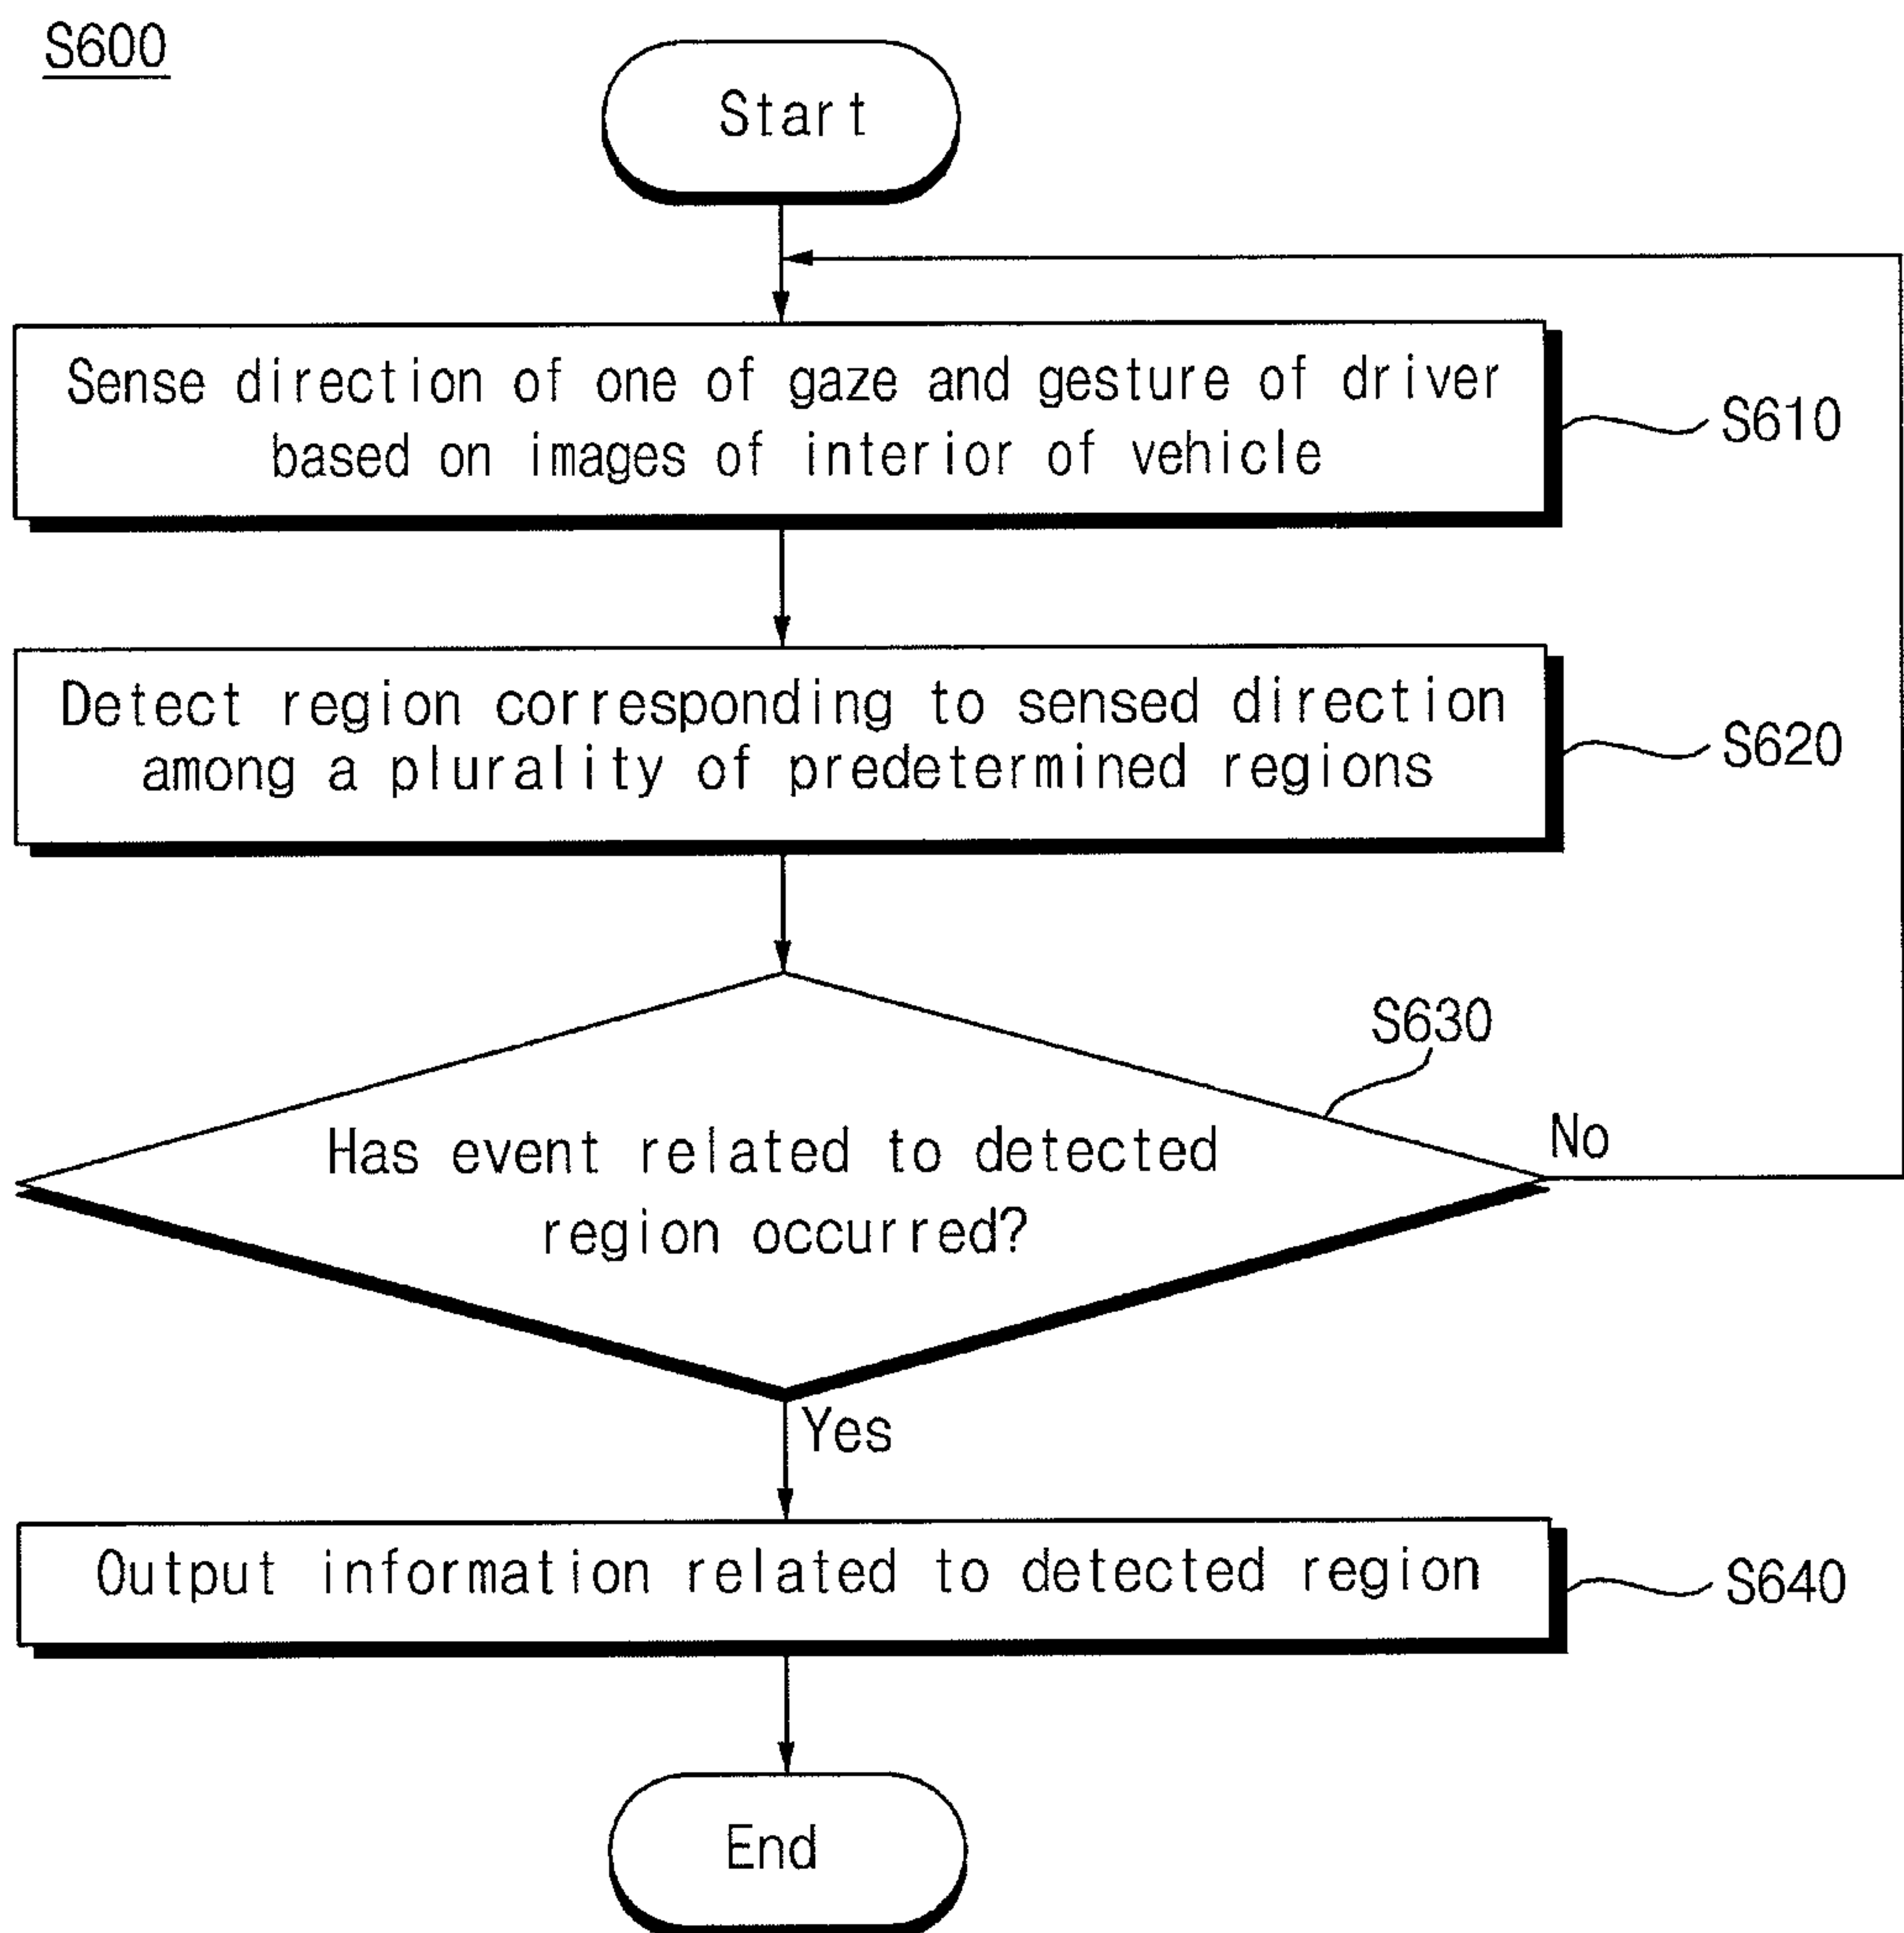 S600
Start
Sense direction of one of gaze and gesture of driver
based on images of interior of vehicle
S610
Detect region corresponding to sensed direction
among a plurality of predetermined regions
S620
S630
Has event related to detected
region occurred?
No
Yes
Output information related to detected region
S640
End